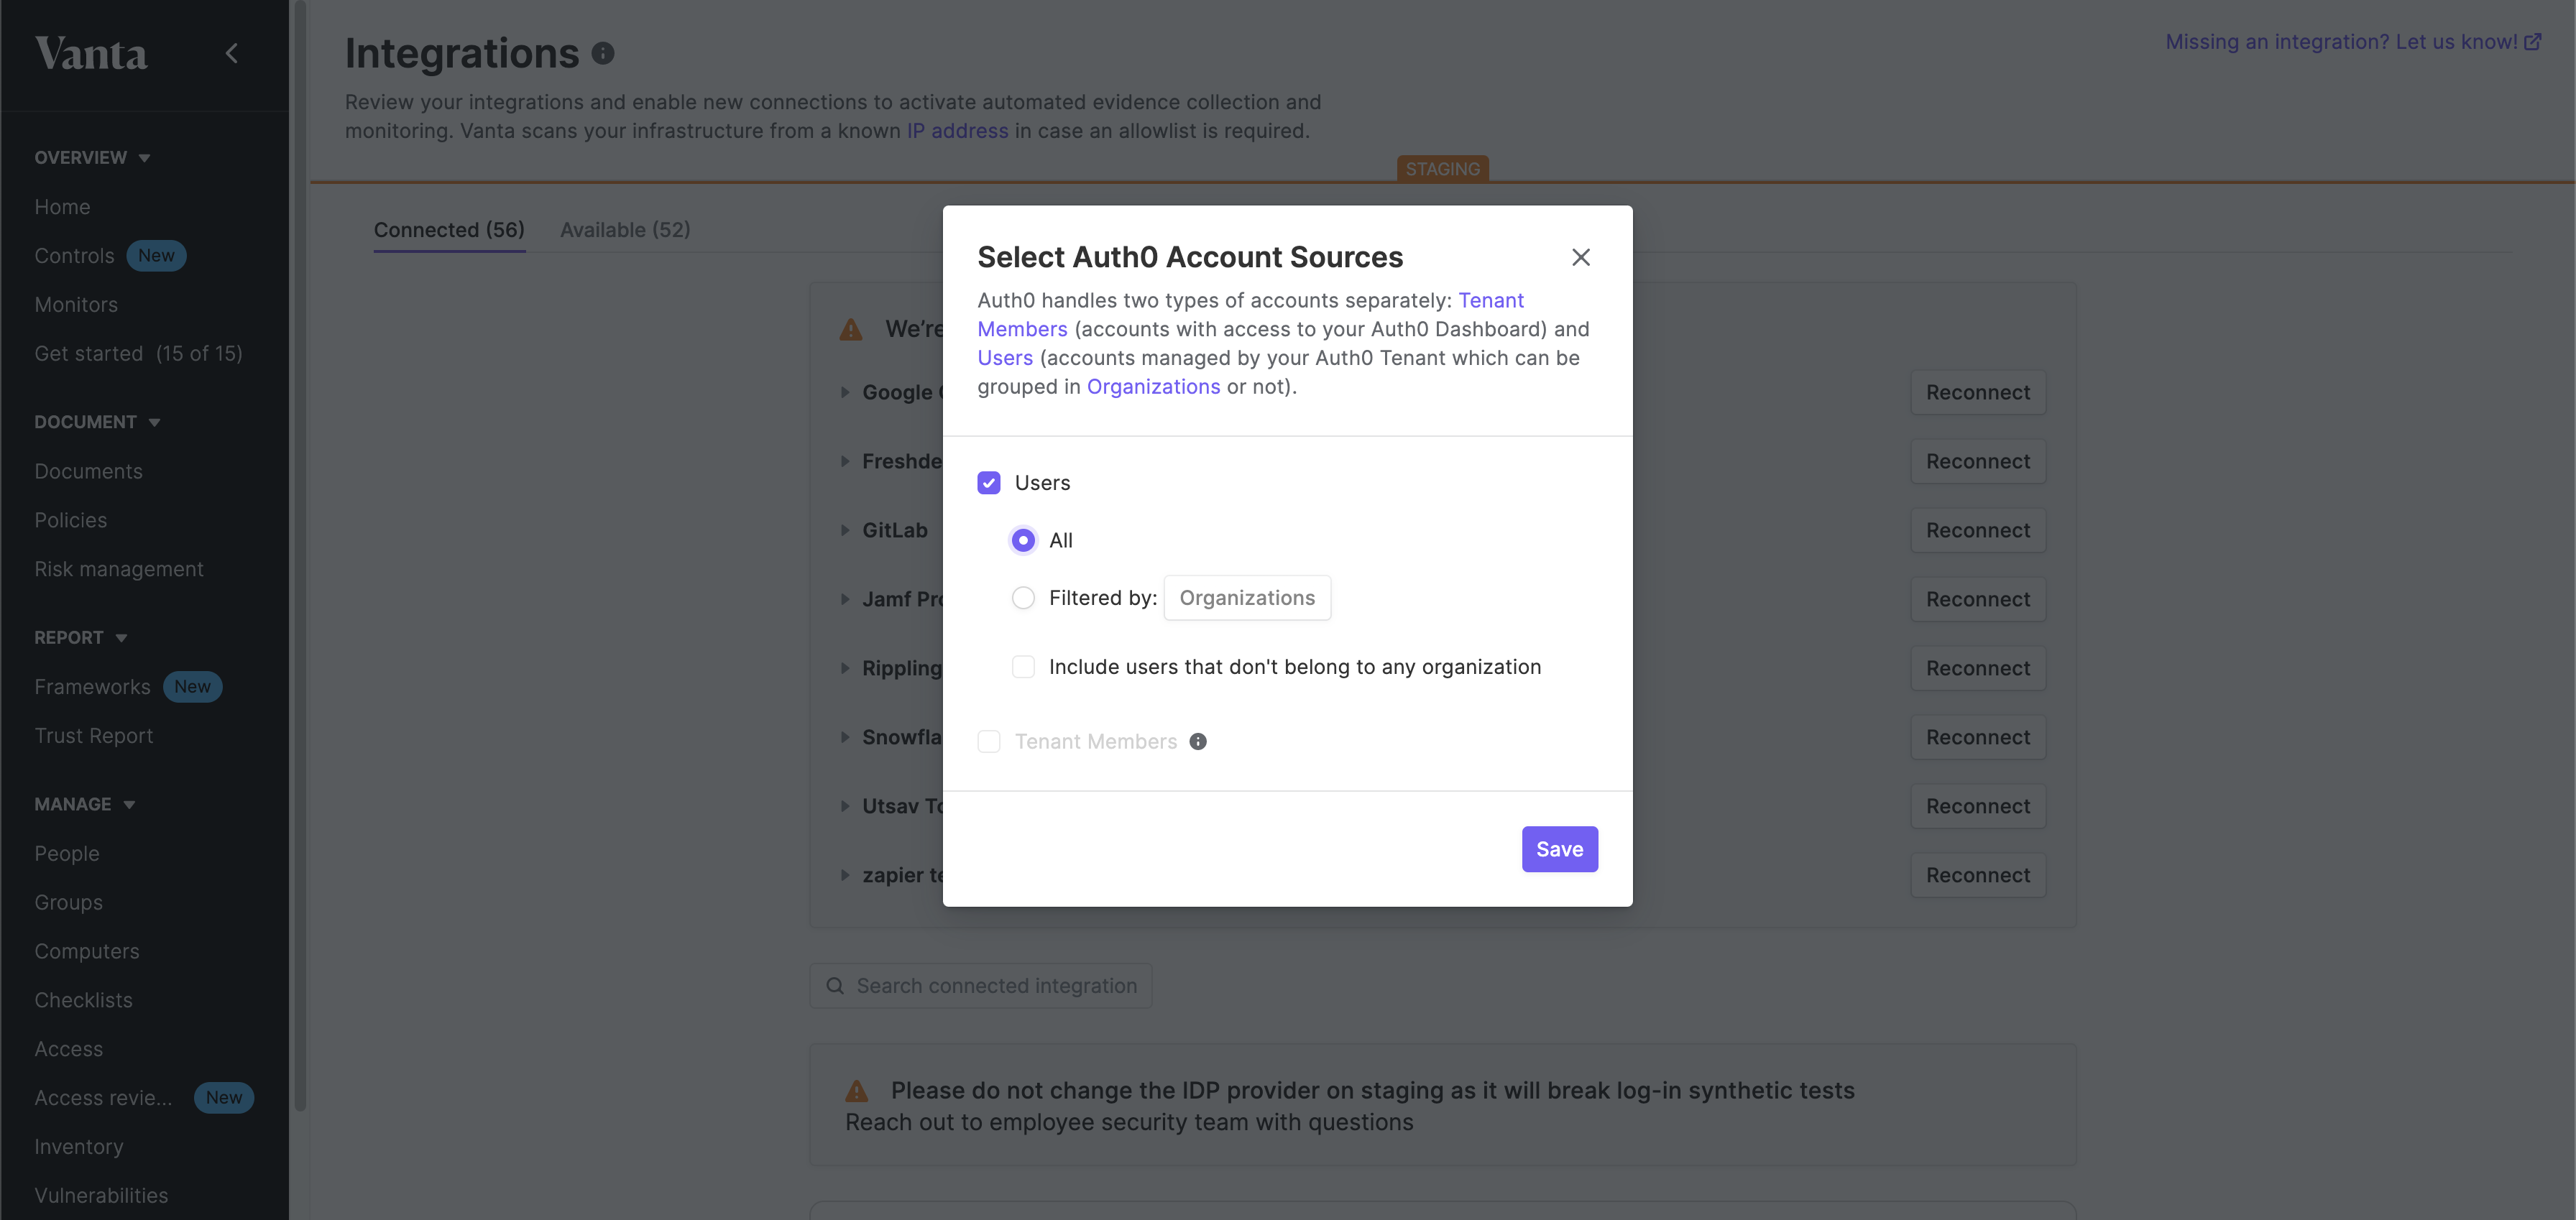 Vanta
OVERVIEW
Home
Controls New
Monitors
Get started (15 of 15)
DOCUMENT
Documents
Policies
Risk management
REPORT
Frameworks New
Trust Report
MANAGE
People
Groups
Computers
Checklists
Access
Access revie... New
Inventory
Vulnerabilities
Integrations
Missing an integration? Let us know!
Review your integrations and enable new connections to activate automated evidence collection and
monitoring. Vanta scans your infrastructure from a known IP address in case an allowlist is required.
STAGING
Connected (56) Available (52)
We're
Google
Reconnect
Reconnect
GitLab
Reconnect
Jamf
Reconnect
Rippling
Reconnect
Reconnect
Utsav
Reconnect
zapier
Reconnect
Select Auth0 Account Sources
Auth0 handles two types of accounts separately: Tenant
Members (accounts with access to your Auth0 Dashboard) and
Users (accounts managed by your Auth0 Tenant which can be
grouped in Organizations or not).
Users
All
Filtered by: Organizations
Include users that don't belong to any organization
Tenant Members
Save
Search connected integration
Please do not change the IDP provider on staging as it will break log-in synthetic tests
Reach out to employee security team with questions